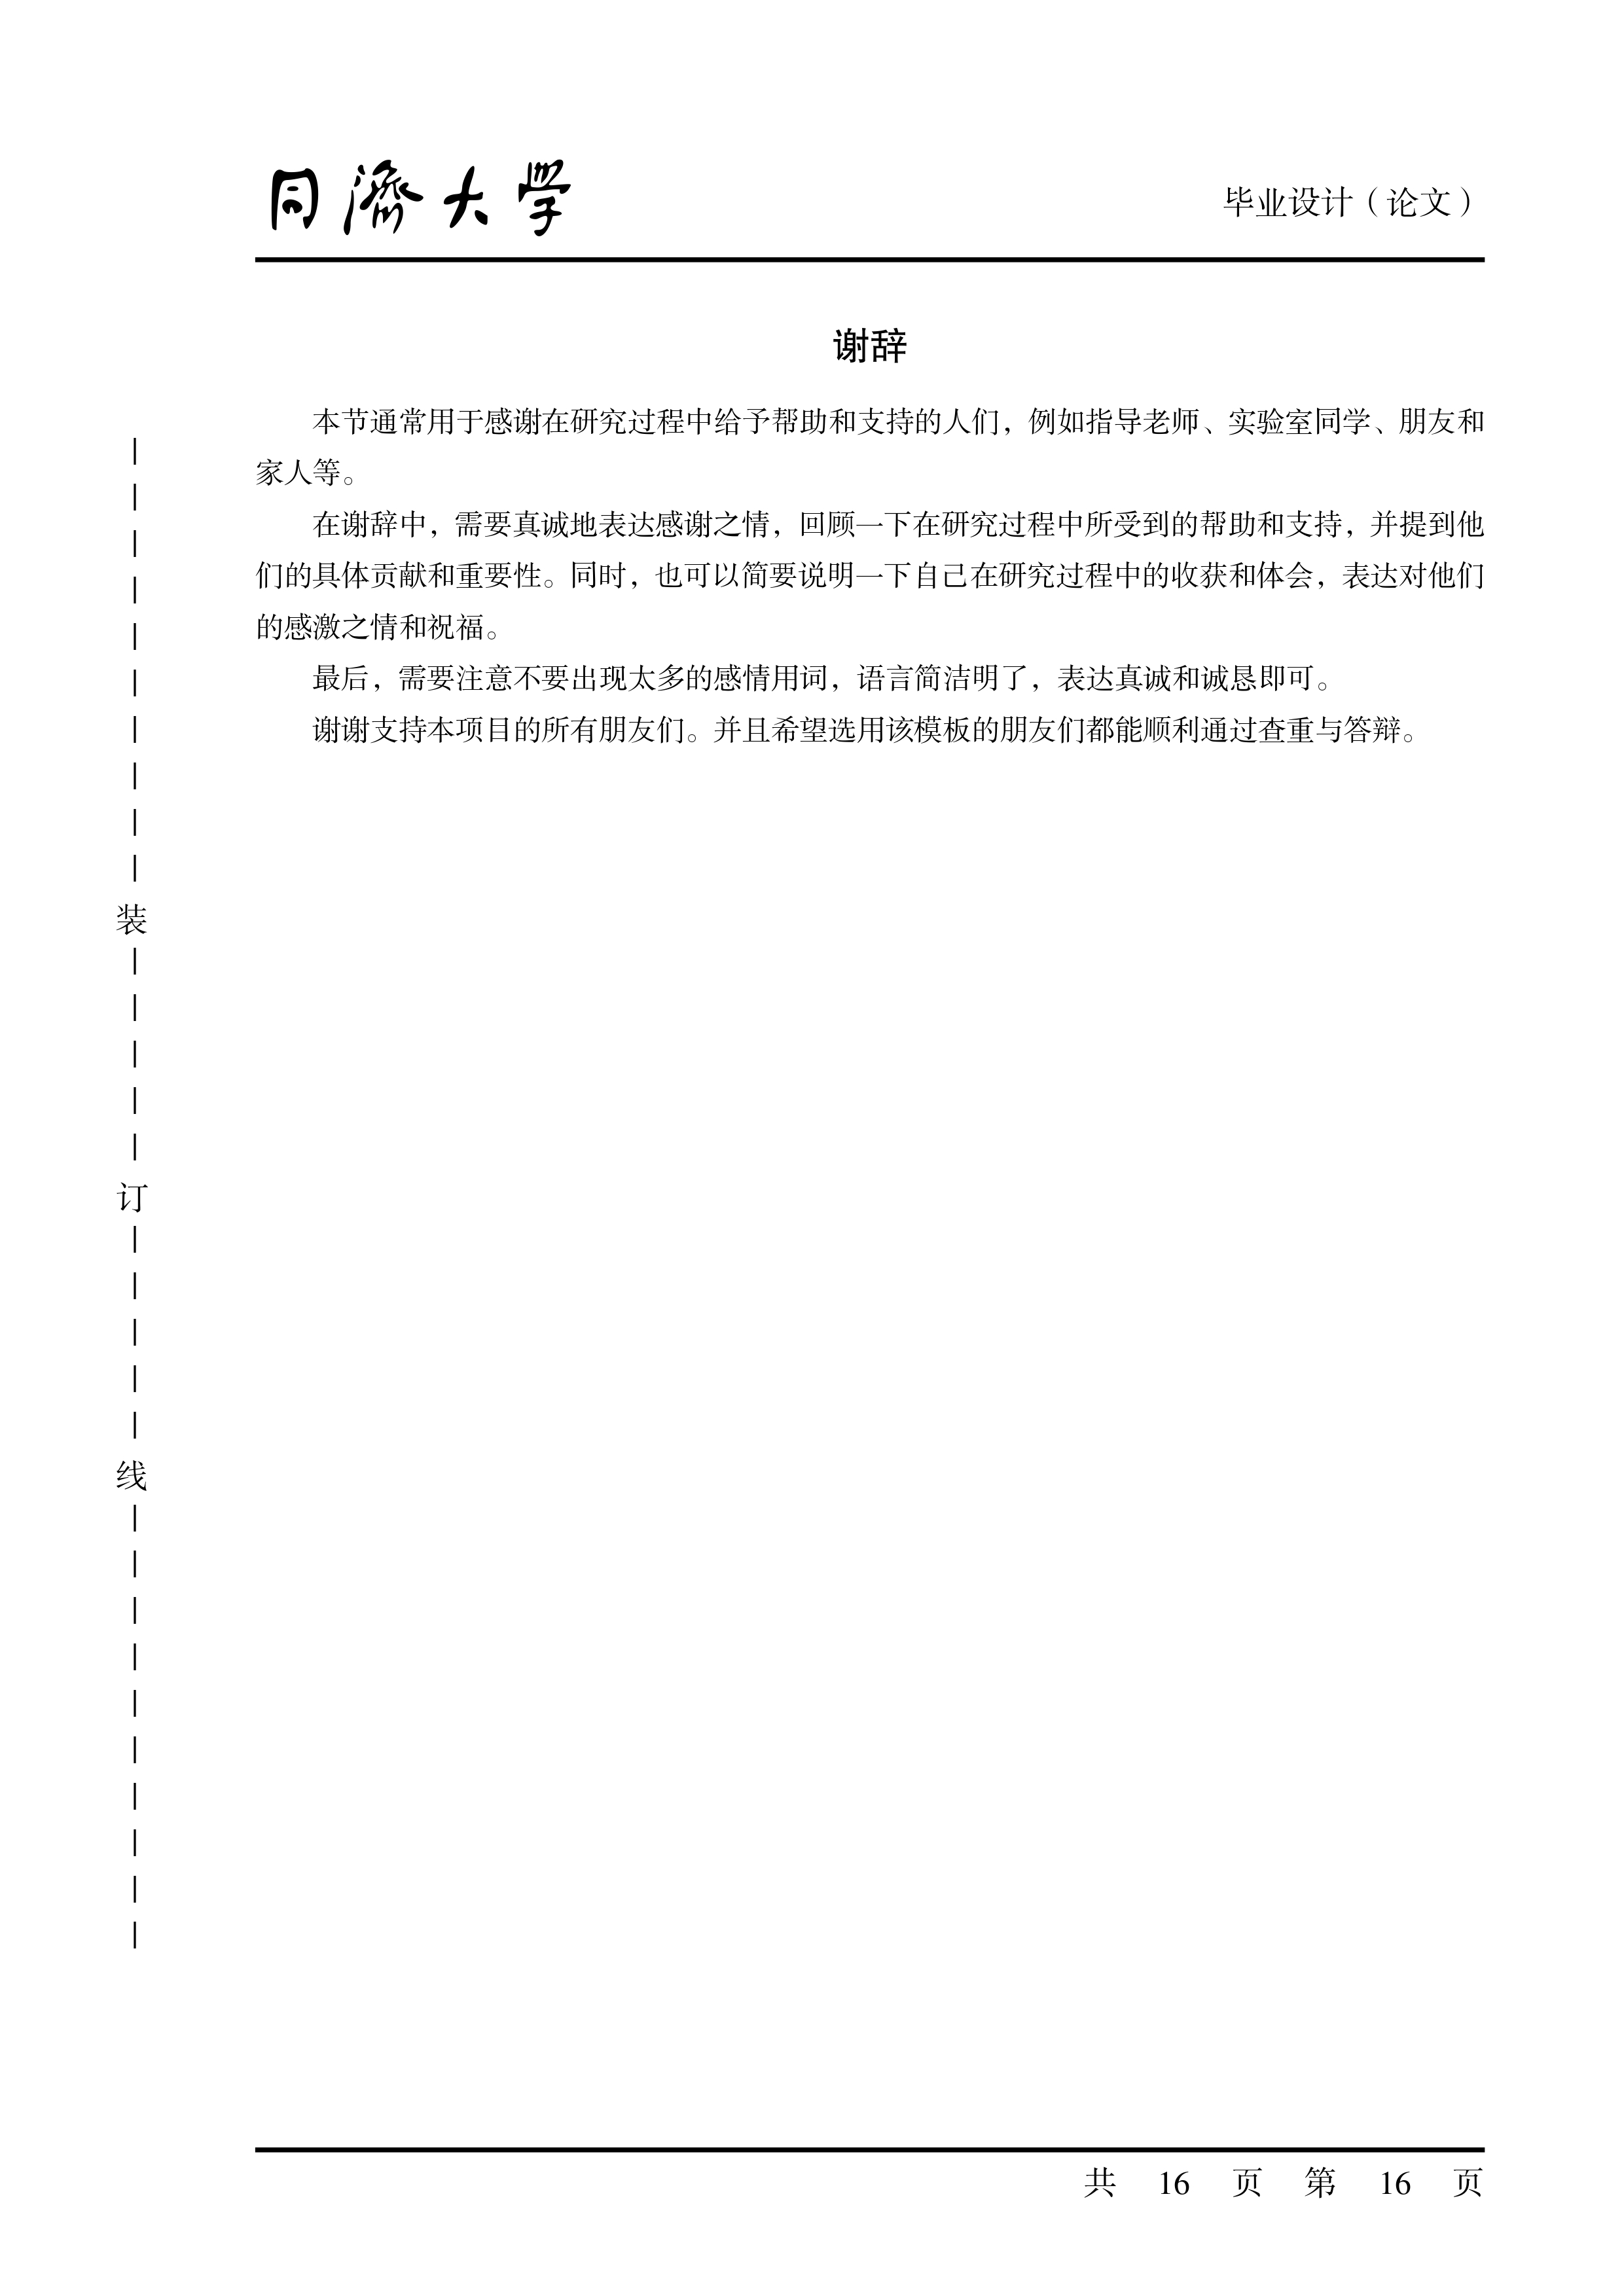 同濟大学
毕业设计（论文）
谢辞
本节通常用于感谢在研究过程中给予帮助和支持的人们，例如指导老师、实验室同学、朋友和
家人等。
在谢辞中，需要真诚地表达感谢之情，回顾一下在研究过程中所受到的帮助和支持，并提到他
们的具体贡献和重要性。同时，也可以简要说明一下自己在研究过程中的收获和体会，表达对他们
的感激之情和祝福。
最后，需要注意不要出现太多的感情用词，语言简洁明了，表达真诚和诚恳即可。
谢谢支持本项目的所有朋友们。并且希望选用该模板的朋友们都能顺利通过查重与答辩。
装
订
线
共 16 页 第 16 页